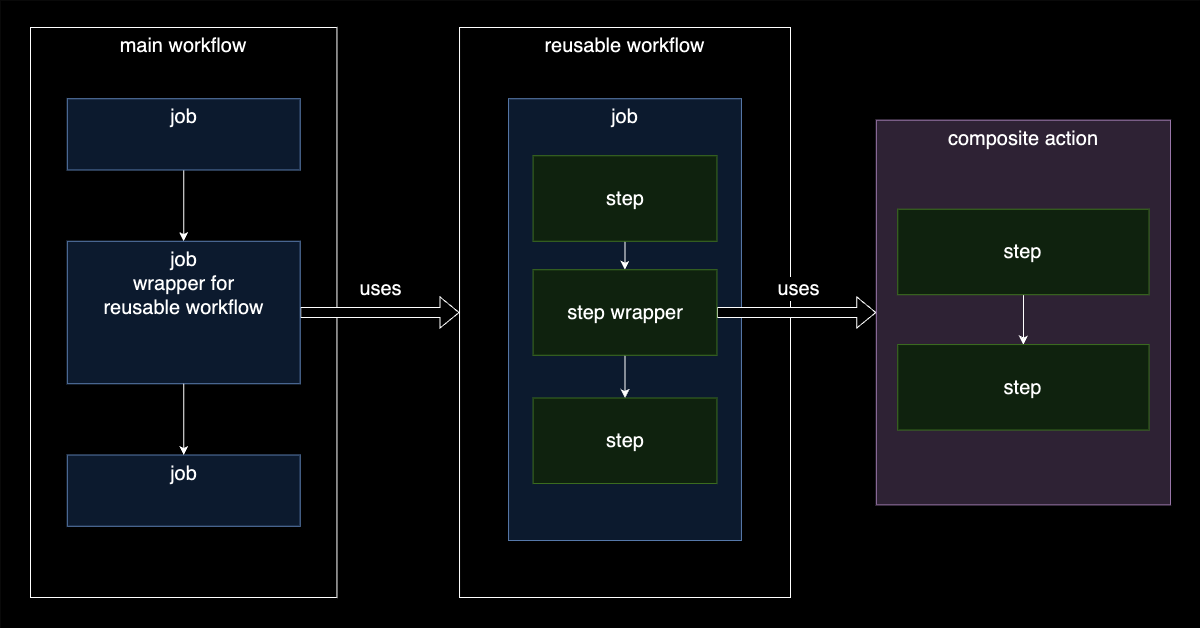 main workflow
job
job
wrapper for
reusable workflow
job
uses
reusable workflow
job
step
step wrapper
step
uses
composite action
step
step